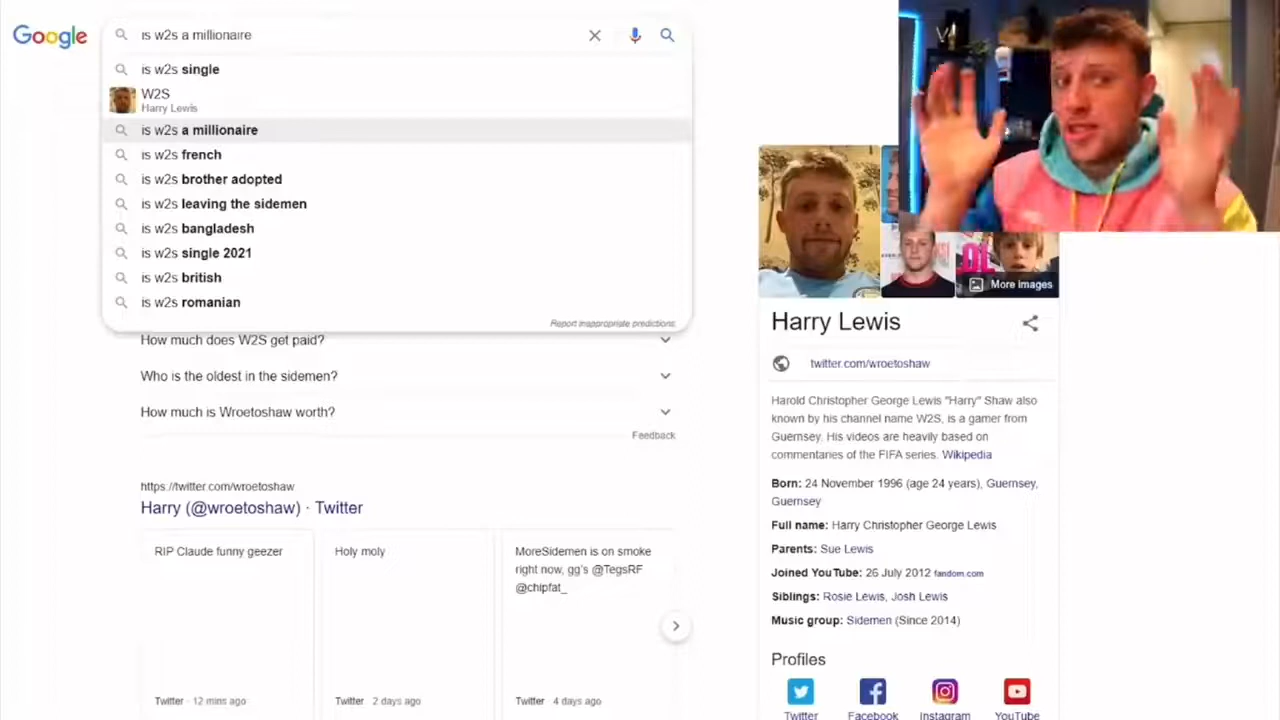 Google
is w2s a millionaire
is w2s single
W2S
Harry Lewis
is w2s a millionaire
is w2s french
is w2s brother adopted
is w2s leaving the sidemen
is w2s bangladesh
is w2s single 2021
is w2s british
is w2s romanian
Report inappropriate predictions
How much does W2S get paid?
Who is the oldest in the sidemen?
How much is Wroetoshaw worth?
Feedback
https://twitter.com/wroetoshaw
Harry (@wroetoshaw) · Twitter
RIP Claude funny geezer
Twitter · 12 mins ago
Holy moly
Twitter · 2 days ago
MoreSidemen is on smoke
right now, gg's @TegsRF
@chipfat_
Twitter · 4 days ago
More images
Harry Lewis
twitter.com/wroetoshaw
Harold Christopher George Lewis "Harry" Shaw also
known by his channel name W2S, is a gamer from
Guernsey. His videos are heavily based on
commentaries of the FIFA series. Wikipedia
Born: 24 November 1996 (age 24 years), Guernsey,
Guernsey
Full name: Harry Christopher George Lewis
Parents: Sue Lewis
Joined YouTube: 26 July 2012 fandom.com
Siblings: Rosie Lewis, Josh Lewis
Music group: Sidemen (Since 2014)
Profiles
Twitter
Facebook
Instagram
YouTube